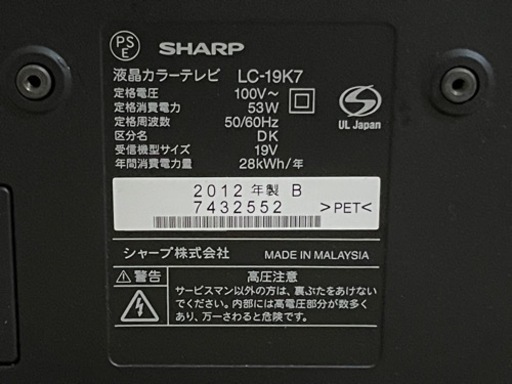 PS
E
SHARP
液晶カラーテレビ LC-19K7
定格電圧 100V～
定格消費電力 53W
定格周波数 50/60Hz
区分名 DK
受信機型サイズ 19V
年間消費電力量 28kWh/年
UL Japan
2012 年製 B
7432552
>PET<
シャープ株式会社 MADE IN MALAYSIA
警告 高圧注意
サービスマン以外の方は、裏ぶたをあけない
でください。内部には高電圧部分が数多く
あり、万一さわると危険です。